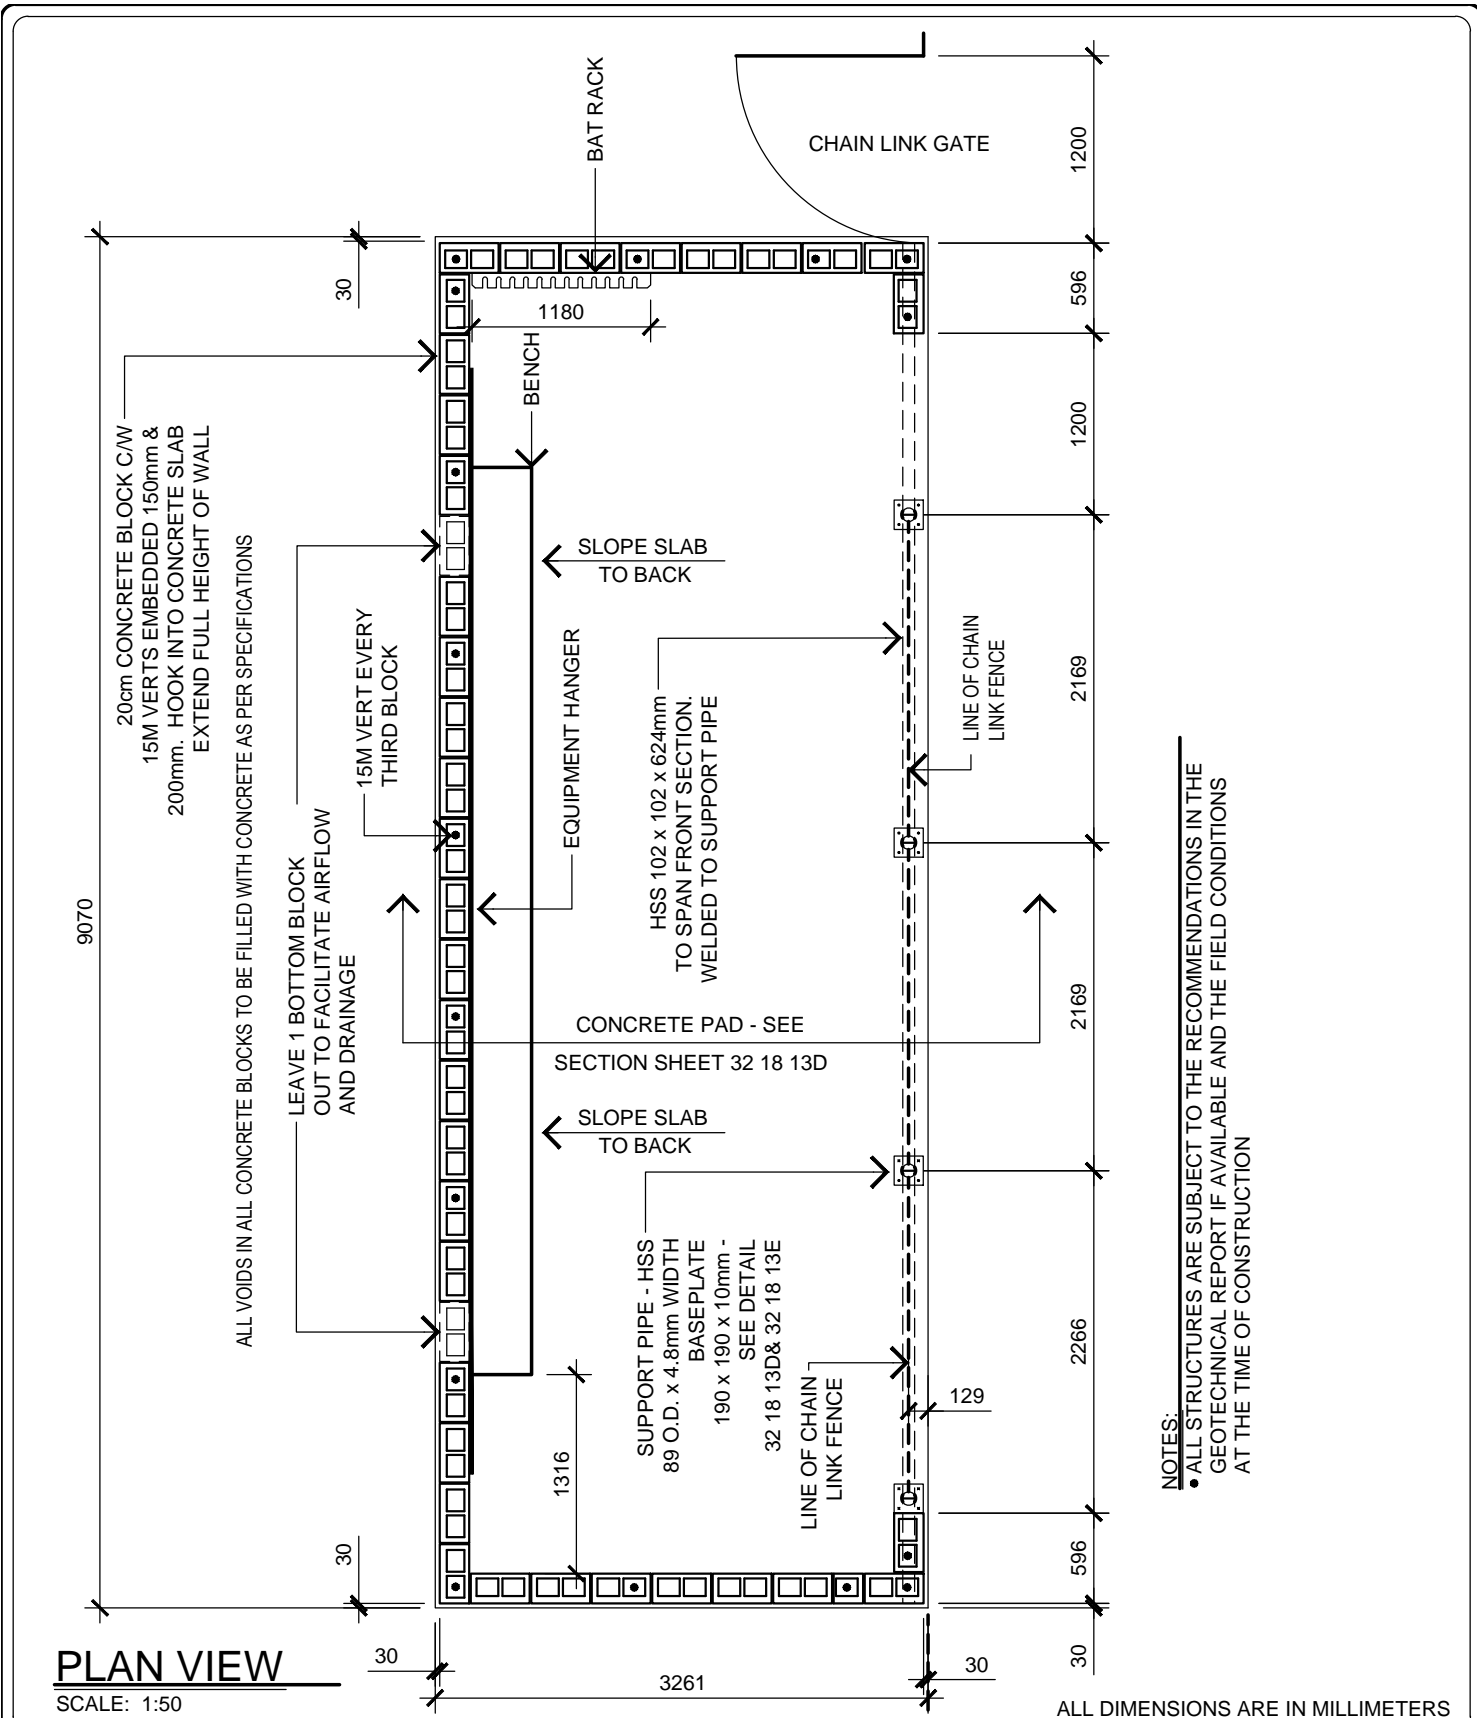 BAT RACK
CHAIN LINK GATE
1200
596
1200
2169
2169
2266
596
30
30
9070
1180
BENCH
20cm CONCRETE BLOCK C/W
15M VERTS EMBEDDED 150mm &
200mm. HOOK INTO CONCRETE SLAB
EXTEND FULL HEIGHT OF WALL
ALL VOIDS IN ALL CONCRETE BLOCKS TO BE FILLED WITH CONCRETE AS PER SPECIFICATIONS
LEAVE 1 BOTTOM BLOCK
OUT TO FACILITATE AIRFLOW
AND DRAINAGE
15M VERT EVERY
THIRD BLOCK
SLOPE SLAB
TO BACK
EQUIPMENT HANGER
HSS 102 x 102 x 624mm
TO SPAN FRONT SECTION.
WELDED TO SUPPORT PIPE
LINE OF CHAIN
LINK FENCE
CONCRETE PAD - SEE
SECTION SHEET 32 18 13D
SLOPE SLAB
TO BACK
SUPPORT PIPE - HSS
89 O.D. x 4.8mm WIDTH
BASEPLATE
190 x 190 x 10mm -
SEE DETAIL
32 18 13D& 32 18 13E
LINE OF CHAIN
LINK FENCE
129
1316
30
30
3261
30
NOTES:
• ALL STRUCTURES ARE SUBJECT TO THE RECOMMENDATIONS IN THE
GEOTECHNICAL REPORT IF AVAILABLE AND THE FIELD CONDITIONS
AT THE TIME OF CONSTRUCTION
PLAN VIEW
SCALE: 1:50
ALL DIMENSIONS ARE IN MILLIMETERS